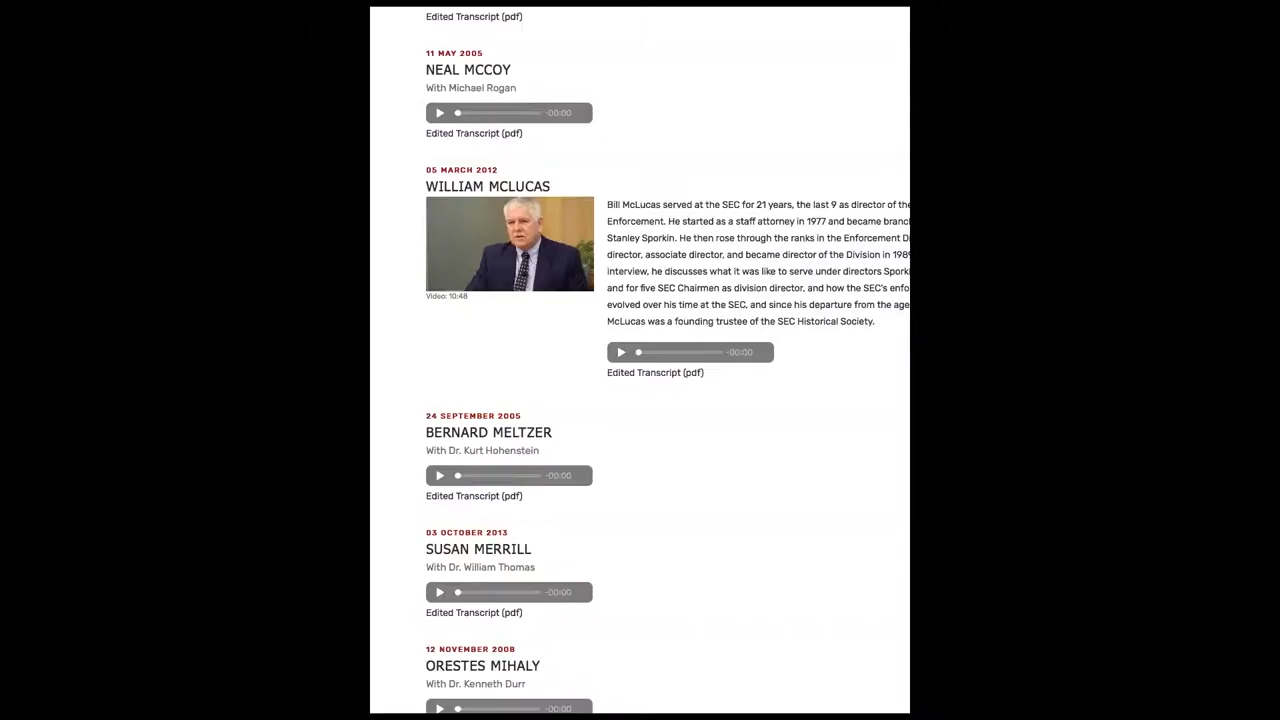 Edited Transcript (pdf)
11 MAY 2005
NEAL MCCOY
With Michael Rogan
-00:00
Edited Transcript (pdf)
05 MARCH 2012
WILLIAM MCLUCAS
Bill McLucas served at the SEC for 21 years, the last 9 as director of the
Enforcement. He started as a staff attorney in 1977 and became branc
Stanley Sporkin. He then rose through the ranks in the Enforcement D
director, associate director, and became director of the Division in 1989
interview, he discusses what it was like to serve under directors Sporki
and for five SEC Chairmen as division director, and how the SEC's enfo
evolved over his time at the SEC, and since his departure from the age
McLucas was a founding trustee of the SEC Historical Society.
Video: 10:48
-00:00
Edited Transcript (pdf)
24 SEPTEMBER 2005
BERNARD MELTZER
With Dr. Kurt Hohenstein
-00:00
Edited Transcript (pdf)
03 OCTOBER 2013
SUSAN MERRILL
With Dr. William Thomas
-00:00
Edited Transcript (pdf)
12 NOVEMBER 2008
ORESTES MIHALY
With Dr. Kenneth Durr
-00:00